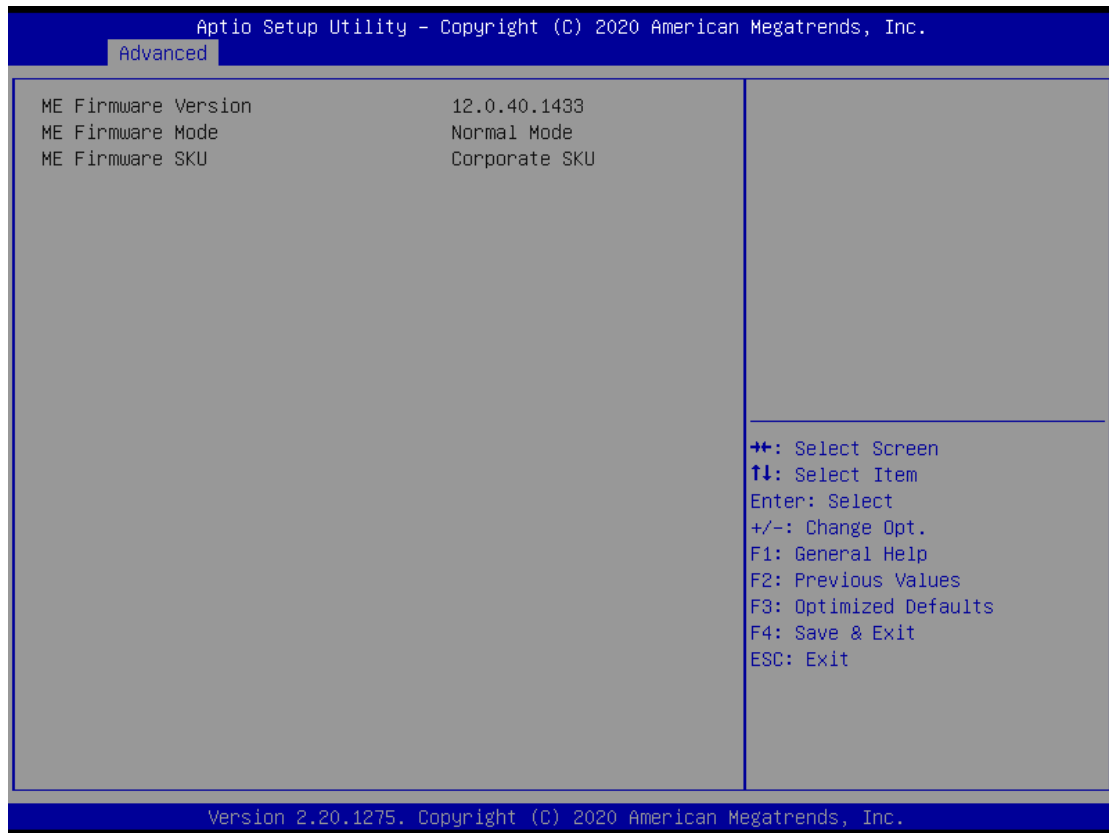 Aptio Setup Utility – Copyright (C) 2020 American Megatrends, Inc.
Advanced
ME Firmware Version 12.0.40.1433
ME Firmware Mode Normal Mode
ME Firmware SKU Corporate SKU
→←: Select Screen
↑↓: Select Item
Enter: Select
+/-: Change Opt.
F1: General Help
F2: Previous Values
F3: Optimized Defaults
F4: Save & Exit
ESC: Exit
Version 2.20.1275. Copyright (C) 2020 American Megatrends, Inc.